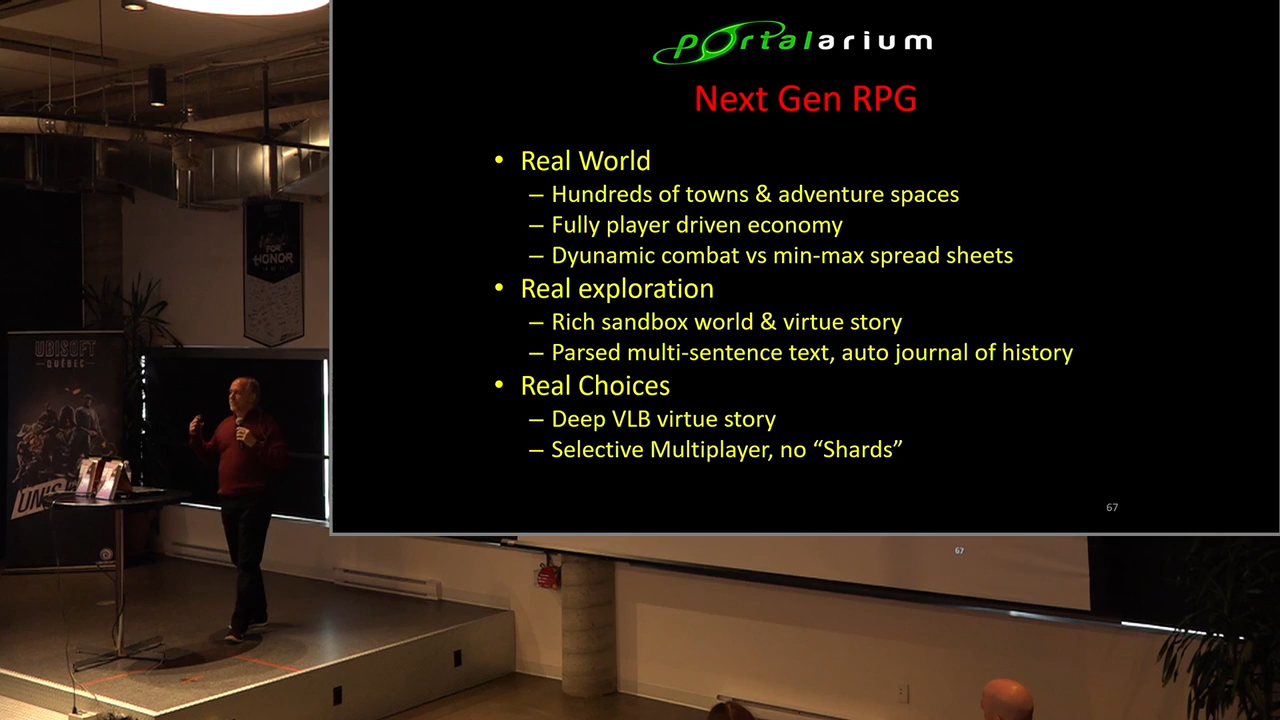 portalarium
Next Gen RPG
• Real World
– Hundreds of towns & adventure spaces
– Fully player driven economy
– Dyunamic combat vs min-max spread sheets
• Real exploration
– Rich sandbox world & virtue story
– Parsed multi-sentence text, auto journal of history
• Real Choices
– Deep VLB virtue story
– Selective Multiplayer, no “Shards”
67
67
FOR
HONOR
UBISOFT
QUÉBEC